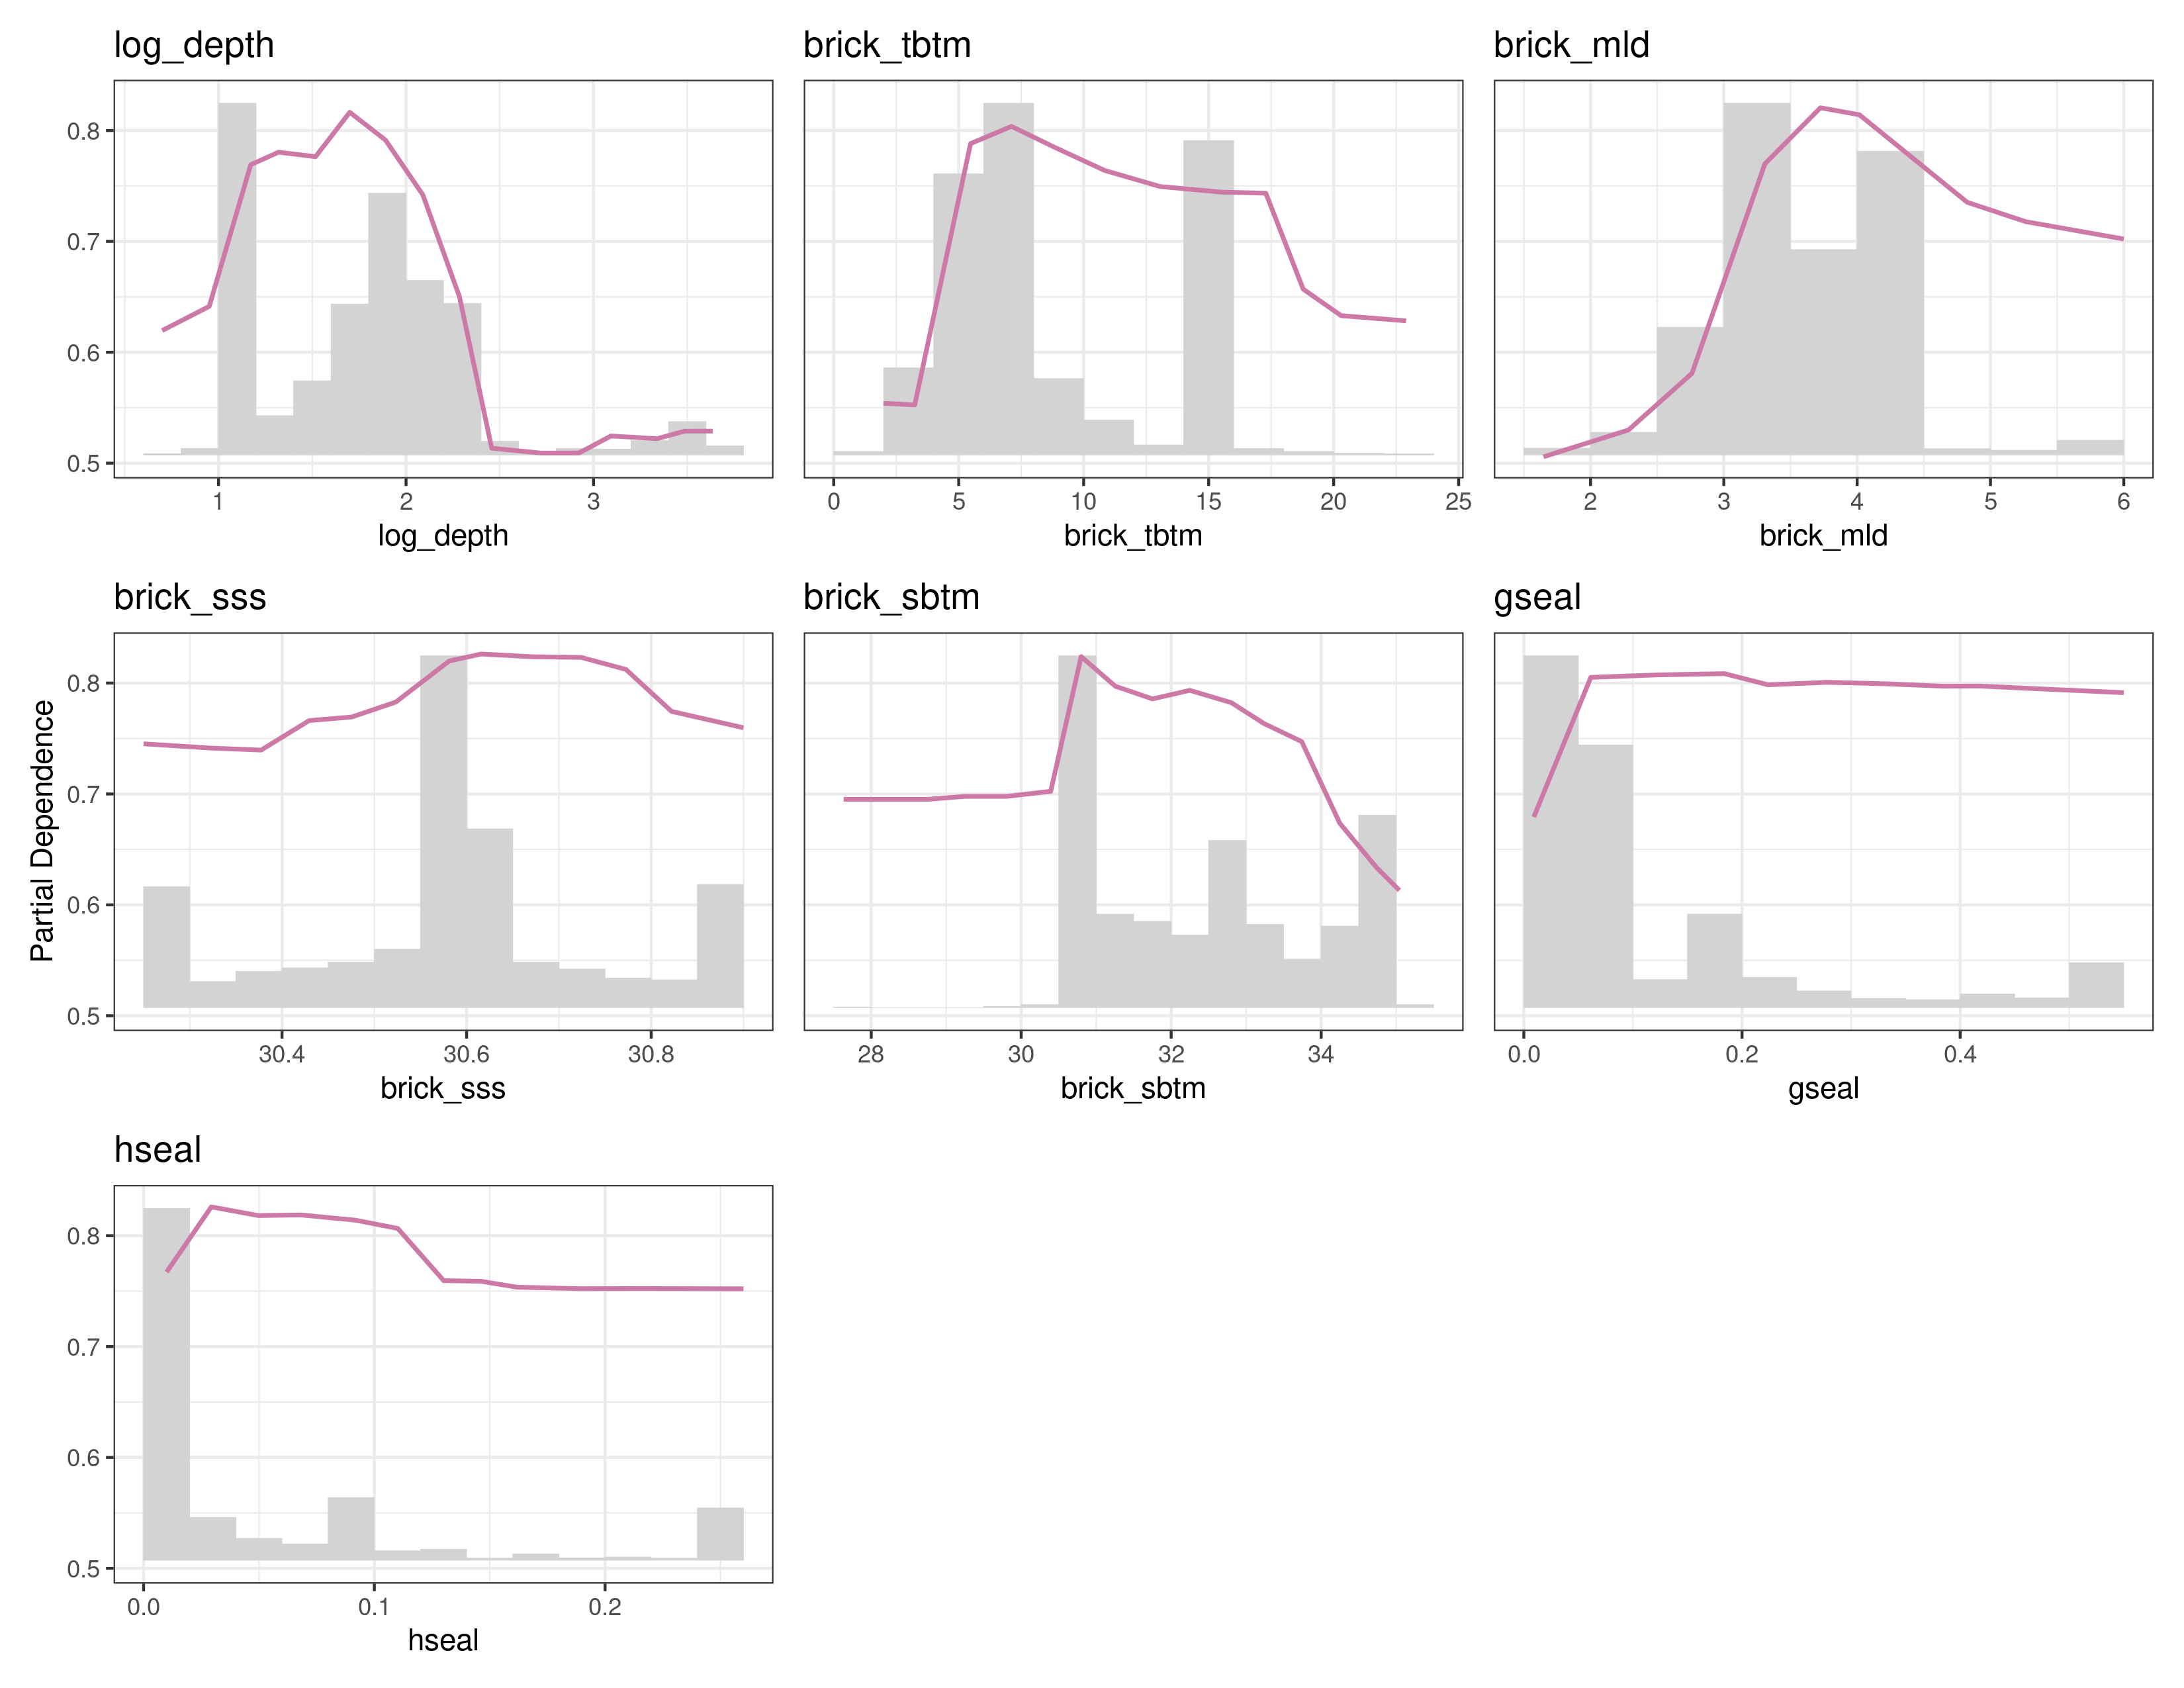 log_depth
brick_tbtm
brick_mld
0.8
0.7
0.6
0.5
1 2 3
0 5 10 15 20 25
2 3 4 5 6
log_depth
brick_tbtm
brick_mld
brick_sss
brick_sbtm
gseal
Partial Dependence
0.8
0.7
0.6
0.5
30.4 30.6 30.8
28 30 32 34
0.0 0.2 0.4
brick_sss
brick_sbtm
gseal
hseal
0.8
0.7
0.6
0.5
0.0 0.1 0.2
hseal